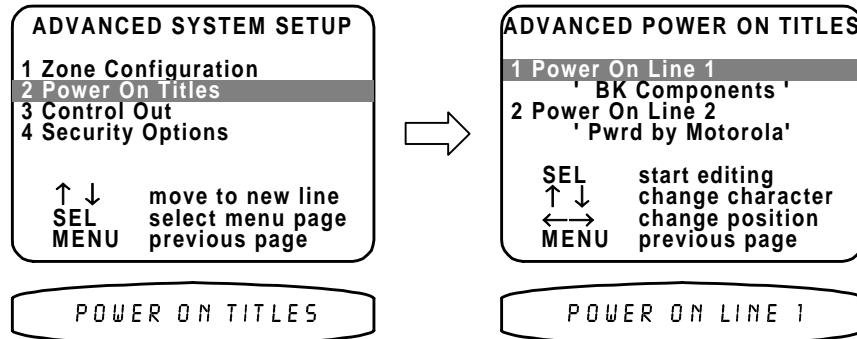 ADVANCED SYSTEM SETUP
1 Zone Configuration
2 Power On Titles
3 Control Out
4 Security Options
↑ ↓ move to new line
SEL select menu page
MENU previous page
POWER ON TITLES
ADVANCED POWER ON TITLES
1 Power On Line 1
' BK Components '
2 Power On Line 2
' Pwrd by Motorola'
SEL start editing
↑ ↓ change character
←→ change position
MENU previous page
POWER ON LINE 1